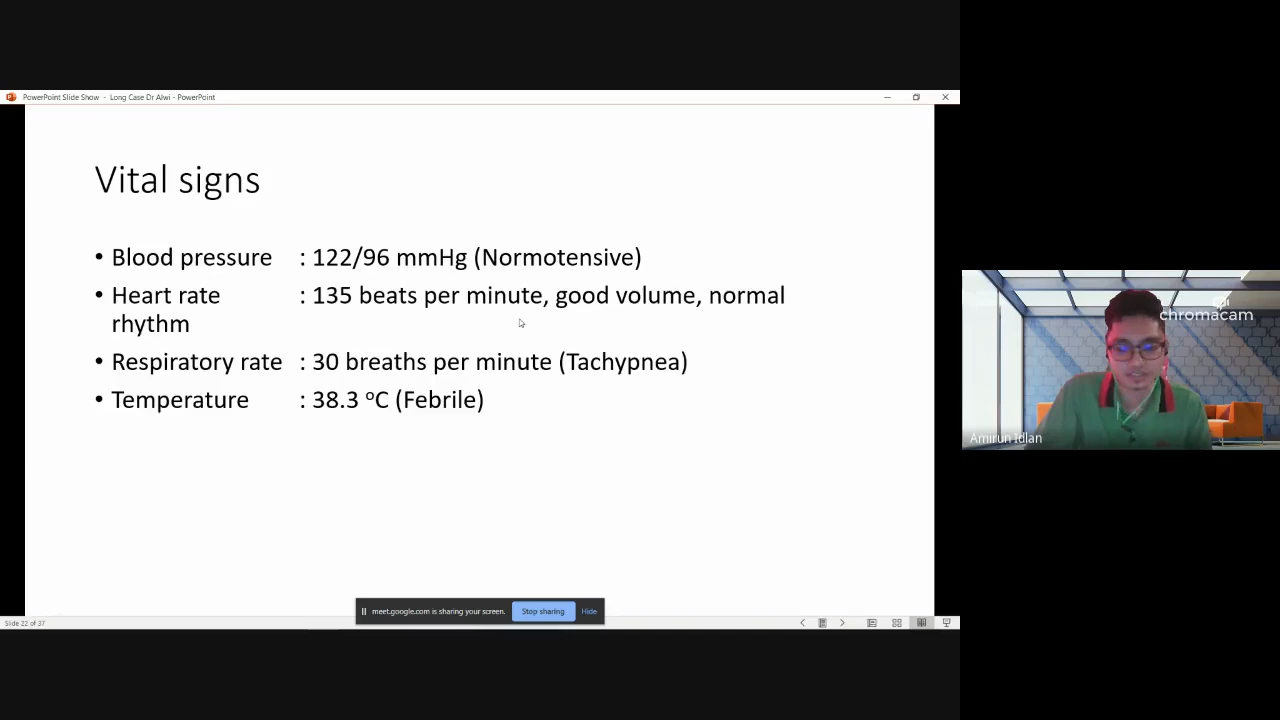 PowerPoint Slide Show - Long Case Dr Alwi - PowerPoint
Vital signs
• Blood pressure : 122/96 mmHg (Normotensive)
• Heart rate : 135 beats per minute, good volume, normal
rhythm
• Respiratory rate : 30 breaths per minute (Tachypnea)
• Temperature : 38.3 ºC (Febrile)
meet.google.com is sharing your screen. Stop sharing Hide
Slide 22 of 37
chromacam
Amirun Idlan